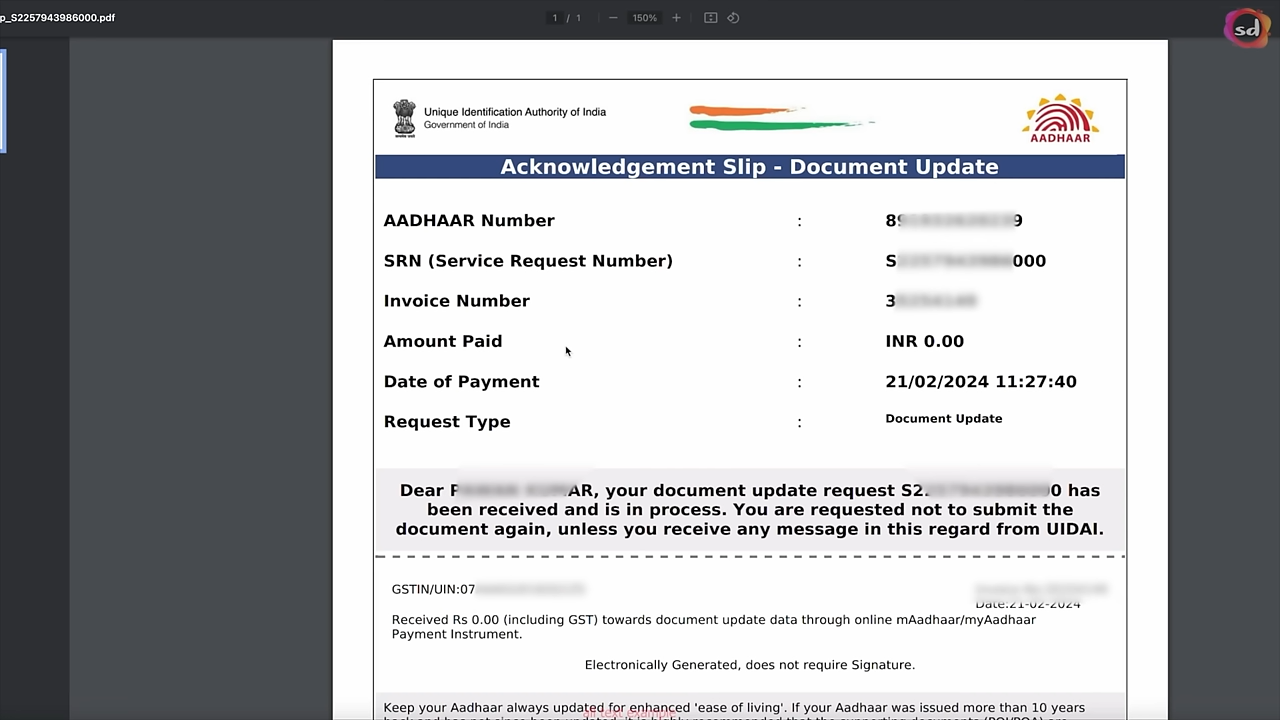 p_S2257943986000.pdf
1 / 1
150%
sd
Unique Identification Authority of India
Government of India
AADHAAR
Acknowledgement Slip - Document Update
AADHAAR Number : 8 9
SRN (Service Request Number) : S 000
Invoice Number : 3
Amount Paid : INR 0.00
Date of Payment : 21/02/2024 11:27:40
Request Type : Document Update
Dear AR, your document update request S2 0 has
been received and is in process. You are requested not to submit the
document again, unless you receive any message in this regard from UIDAI.
GSTIN/UIN:07
Date:21-02-2024
Received Rs 0.00 (including GST) towards document update data through online mAadhaar/myAadhaar
Payment Instrument.
Electronically Generated, does not require Signature.
Keep your Aadhaar always updated for enhanced 'ease of living'. If your Aadhaar was issued more than 10 years